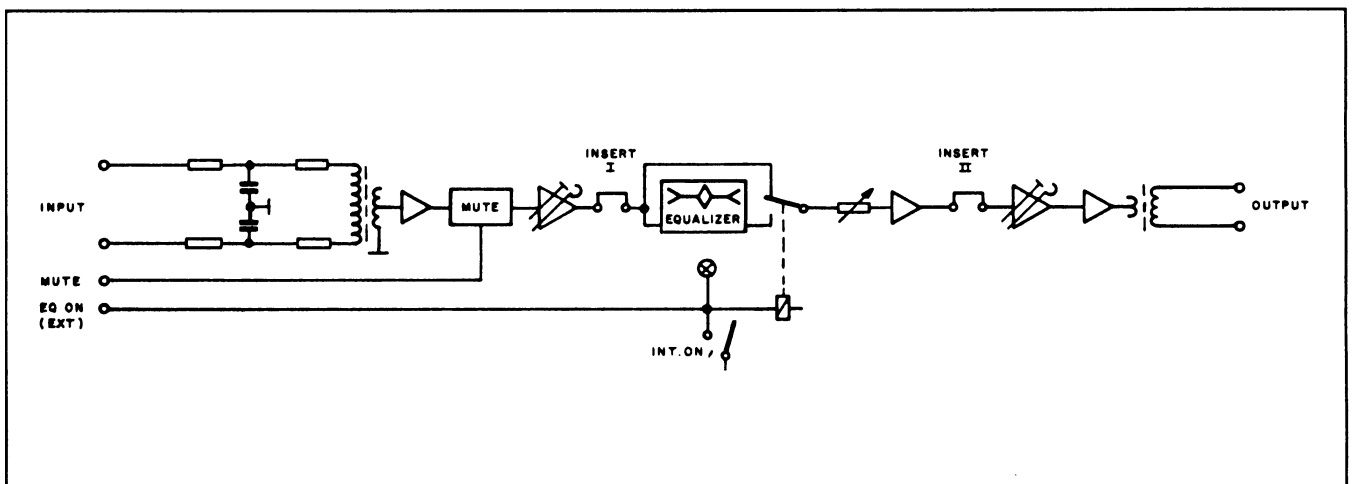 INSERT
I
INSERT
II
INPUT
MUTE
EQUALIZER
OUTPUT
MUTE
EQ ON
(EXT)
INT. ON